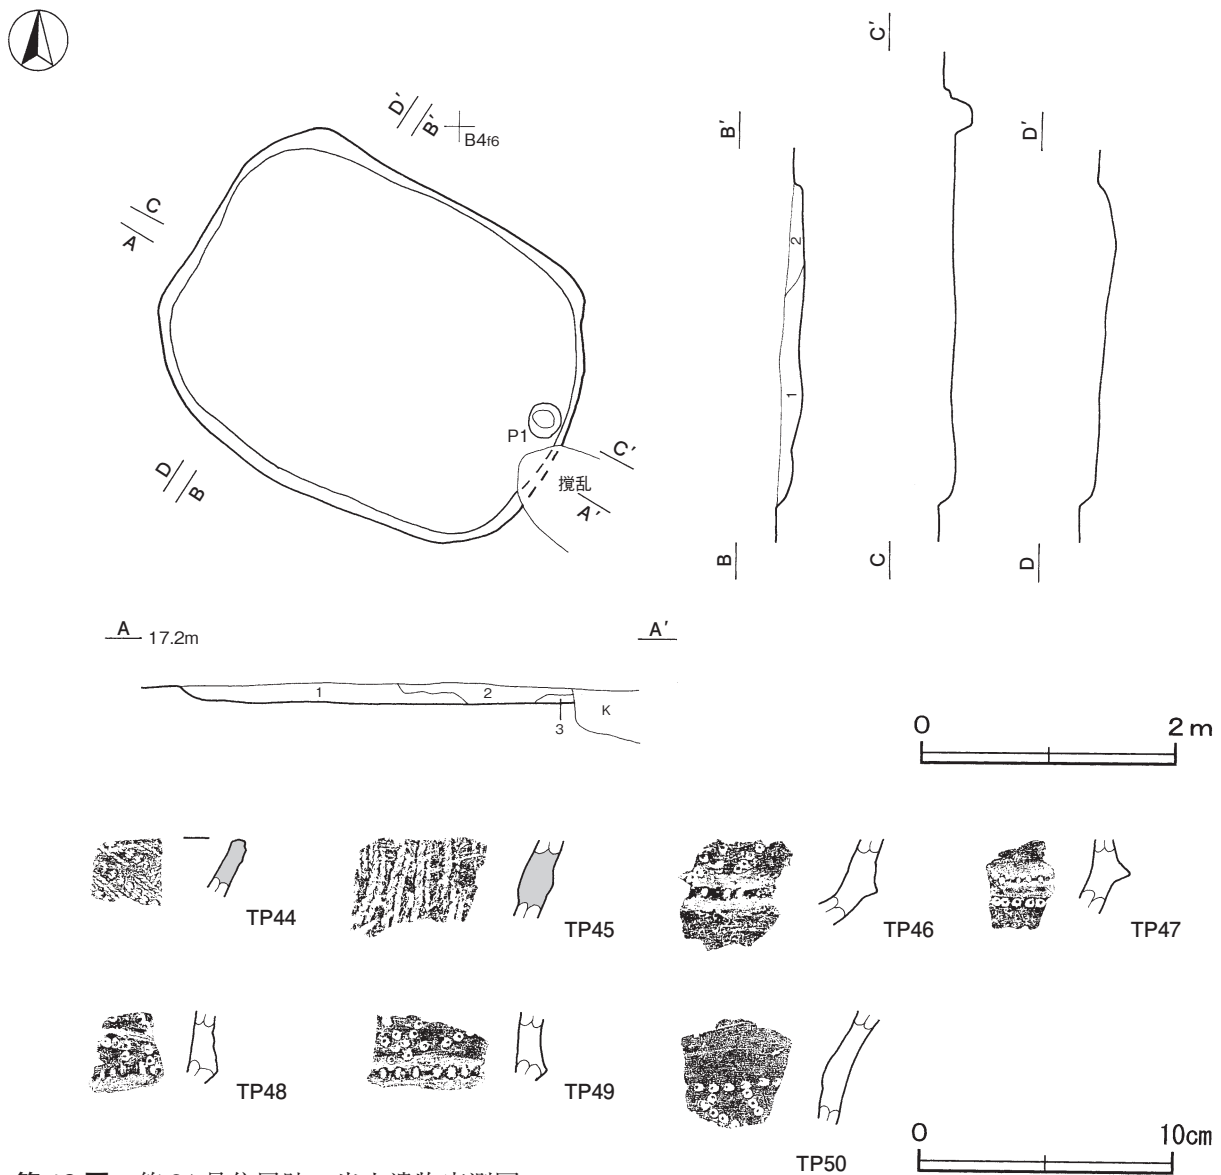 D′
B′
B4f6
C
A
P1
C′
撹乱
A′
D
B
B′
2
1
B
C′
C
D′
D
A 17.2m
A′
1
2
3
K
0 2m
TP44
TP45
TP46
TP47
TP48
TP49
TP50
0 10cm